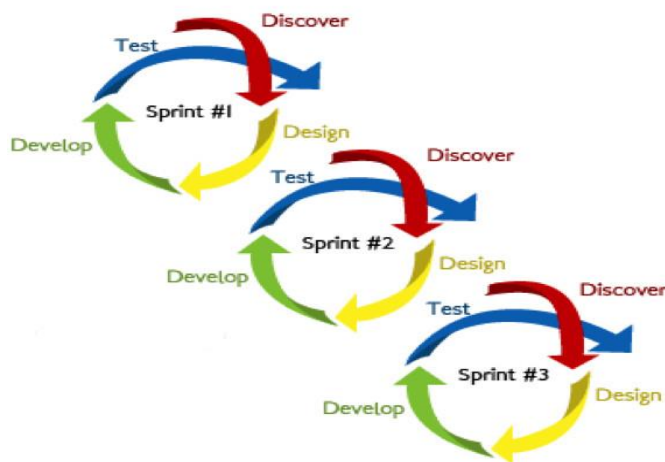 Discover
Test
Sprint #1
Design
Develop
Discover
Test
Sprint #2
Design
Develop
Discover
Test
Sprint #3
Design
Develop